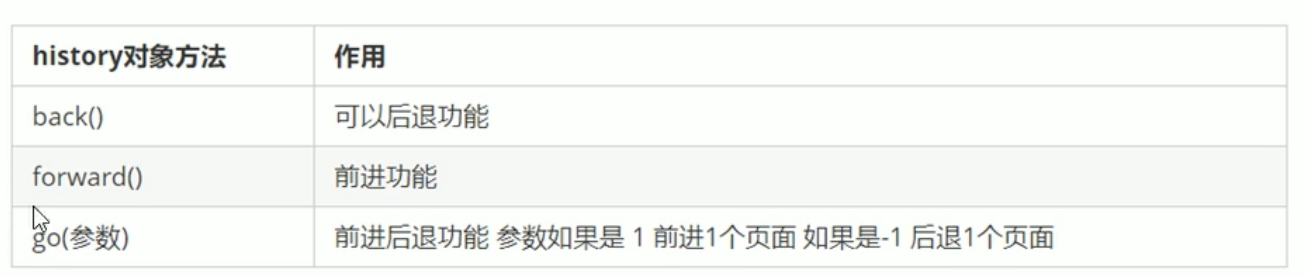 history对象方法 作用
back() 可以后退功能
forward() 前进功能
go(参数) 前进后退功能 参数如果是 1 前进1个页面 如果是-1 后退1个页面